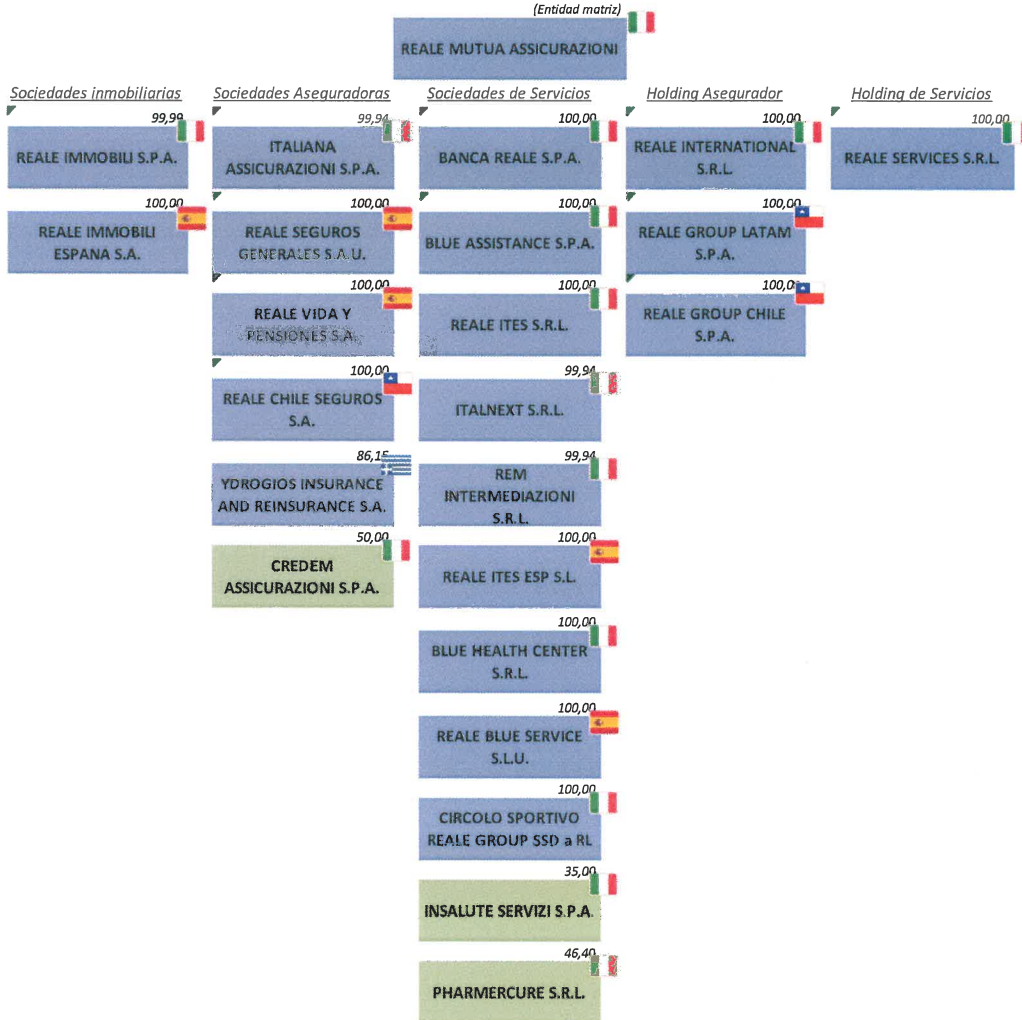 (Entidad matriz)
REALE MUTUA ASSICURAZIONI
Sociedades inmobiliarias
99,99
REALE IMMOBILI S.P.A.
100,00
REALE IMMOBILI
ESPANA S.A.
Sociedades Aseguradoras
99,94
ITALIANA
ASSICURAZIONI S.P.A.
100,00
REALE SEGUROS
GENERALES S.A.U.
100,00
REALE VIDA Y
PENSIONES S.A.
100,00
REALE CHILE SEGUROS
S.A.
86,15
YDROGIOS INSURANCE
AND REINSURANCE S.A.
50,00
CREDEM
ASSICURAZIONI S.P.A.
Sociedades de Servicios
100,00
BANCA REALE S.P.A.
100,00
BLUE ASSISTANCE S.P.A.
100,00
REALE ITES S.R.L.
99,94
ITALNEXT S.R.L.
99,94
REM
INTERMEDIAZIONI
S.R.L.
100,00
REALE ITES ESP S.L.
100,00
BLUE HEALTH CENTER
S.R.L.
100,00
REALE BLUE SERVICE
S.L.U.
100,00
CIRCOLO SPORTIVO
REALE GROUP SSD a RL
35,00
INSALUTE SERVIZI S.P.A.
46,40
PHARMERCURE S.R.L.
Holding Asegurador
100,00
REALE INTERNATIONAL
S.R.L.
100,00
REALE GROUP LATAM
S.P.A.
100,00
REALE GROUP CHILE
S.P.A.
Holding de Servicios
100,00
REALE SERVICES S.R.L.